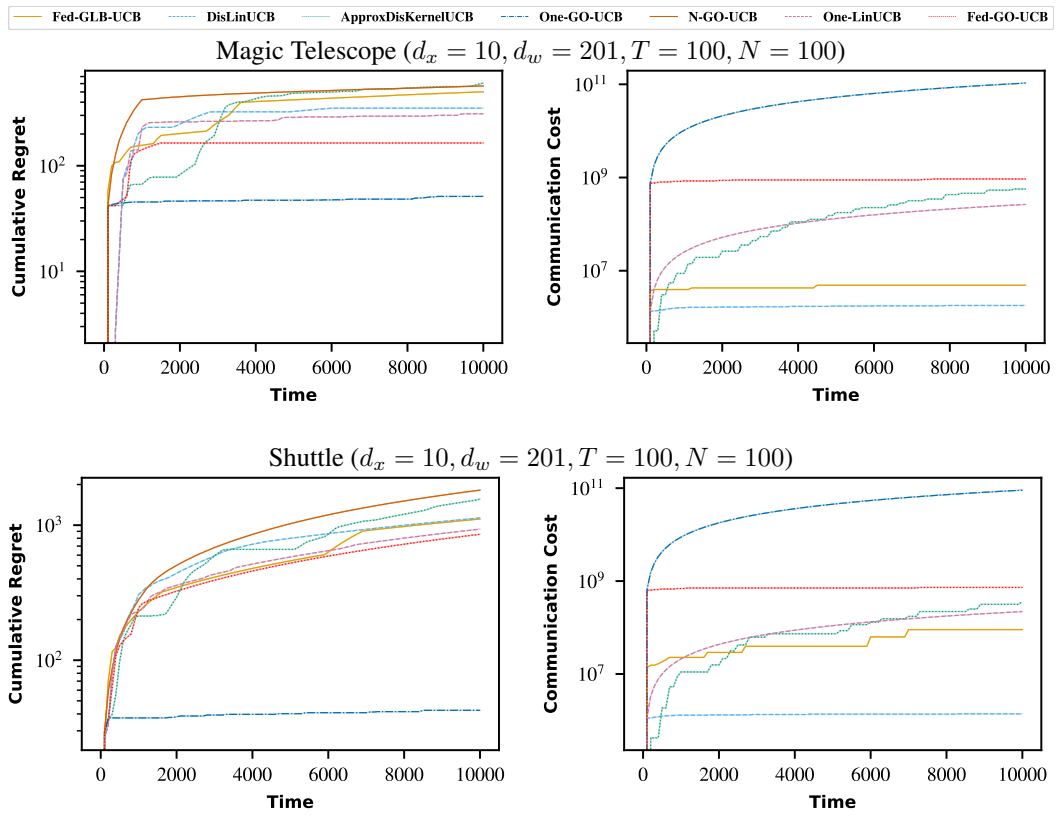 Fed-GLB-UCB DisLinUCB ApproxDisKernelUCB One-GO-UCB N-GO-UCB One-LinUCB Fed-GO-UCB
Magic Telescope (d_x = 10, d_w = 201, T = 100, N = 100)
Cumulative Regret
10^2
10^1
0 2000 4000 6000 8000 10000
Time
Communication Cost
10^11
10^9
10^7
0 2000 4000 6000 8000 10000
Time
Shuttle (d_x = 10, d_w = 201, T = 100, N = 100)
Cumulative Regret
10^3
10^2
0 2000 4000 6000 8000 10000
Time
Communication Cost
10^11
10^9
10^7
0 2000 4000 6000 8000 10000
Time